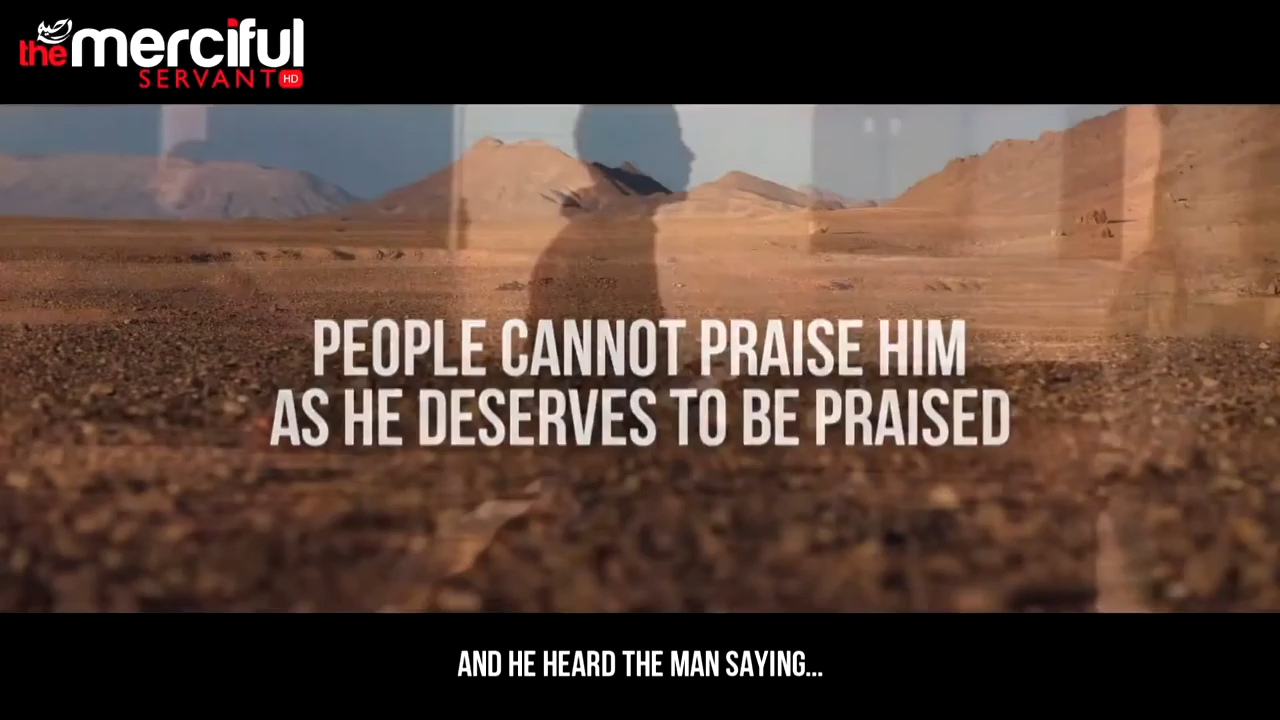 the merciful
SERVANT HD
PEOPLE CANNOT PRAISE HIM
AS HE DESERVES TO BE PRAISED
AND HE HEARD THE MAN SAYING...